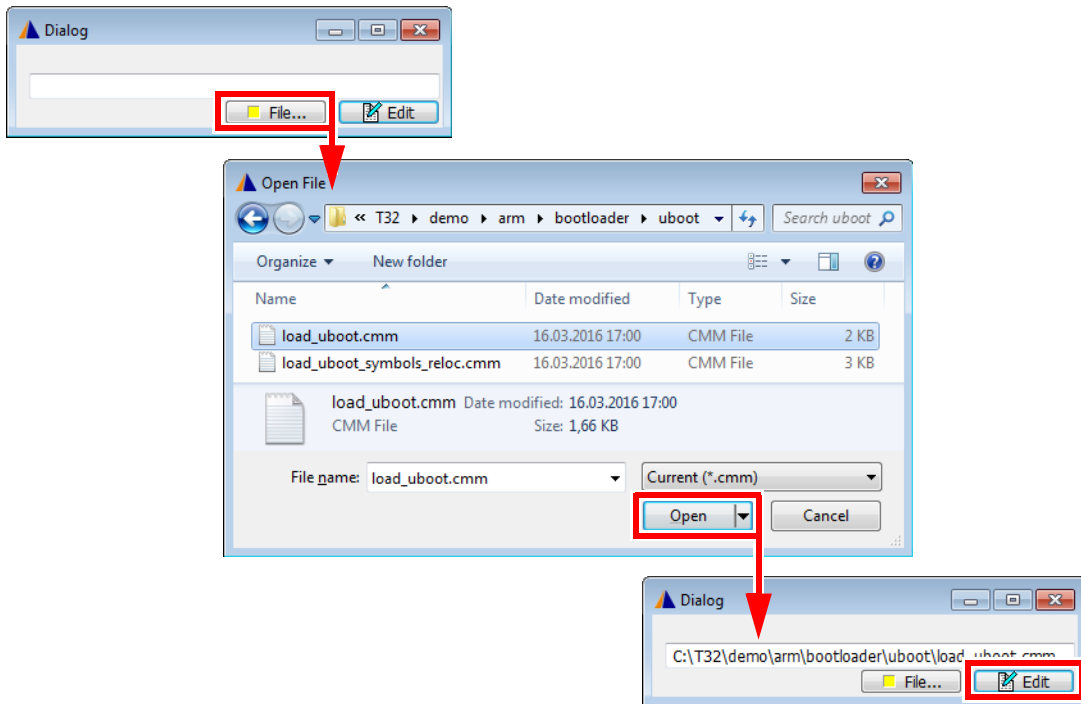 Dialog
File... Edit
Open File
« T32 demo arm bootloader uboot Search uboot
Organize New folder
Name Date modified Type Size
load_uboot.cmm 16.03.2016 17:00 CMM File 2 KB
load_uboot_symbols_reloc.cmm 16.03.2016 17:00 CMM File 3 KB
load_uboot.cmm Date modified: 16.03.2016 17:00
CMM File Size: 1,66 KB
File name: load_uboot.cmm Current (*.cmm)
Open Cancel
Dialog
C:\T32\demo\arm\bootloader\uboot\load_uboot.cmm
File... Edit